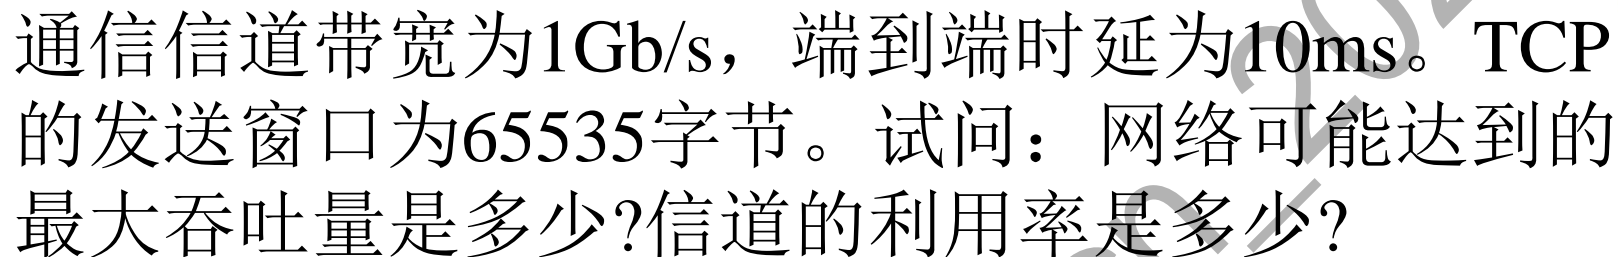 通信信道带宽为1Gb/s，端到端时延为10ms。TCP
的发送窗口为65535字节。试问：网络可能达到的
最大吞吐量是多少?信道的利用率是多少?